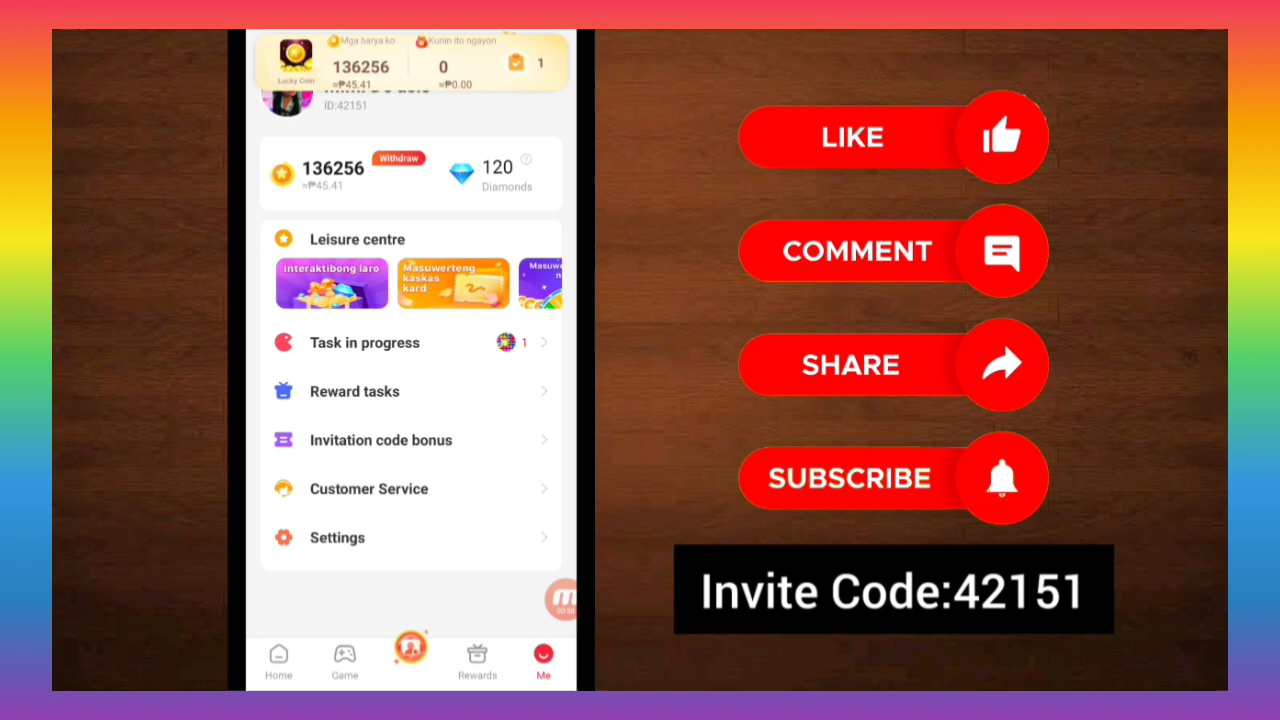 Mga barya ko
Kunin ito ngayon
136256
0
1
Lucky Coin
≈₱45.41
≈₱0.00
ID:42151
136256
Withdraw
≈₱45.41
120
Diamonds
Leisure centre
Interaktibong laro
Masuwerteng
kaskas
kard
Task in progress
1
Reward tasks
Invitation code bonus
Customer Service
Settings
00:58
Home
Game
Rewards
Me
LIKE
COMMENT
SHARE
SUBSCRIBE
Invite Code:42151